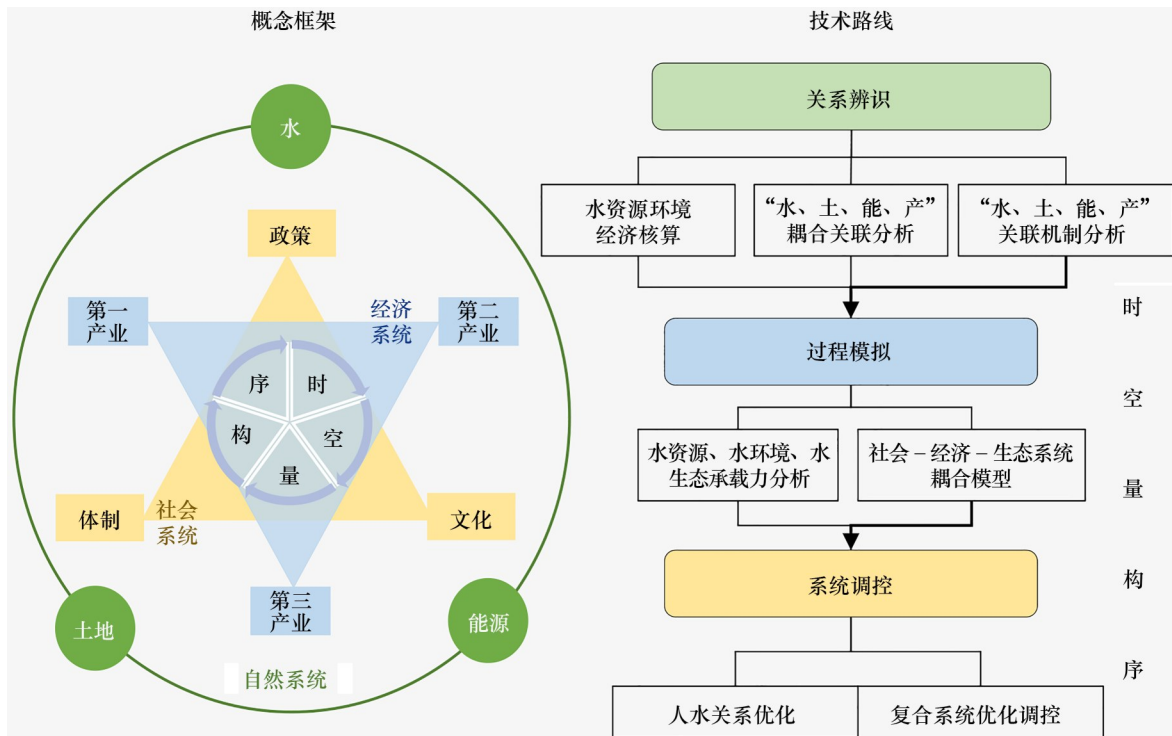 概念框架
水
政策
第一
产业
经济
系统
第二
产业
序
时
构
空
量
体制
社会
系统
文化
第三
产业
土地
能源
自然系统
技术路线
关系辨识
水资源环境
经济核算
“水、土、能、产”
耦合关联分析
“水、土、能、产”
关联机制分析
过程模拟
水资源、水环境、水
生态承载力分析
社会－经济－生态系统
耦合模型
系统调控
人水关系优化
复合系统优化调控
时
空
量
构
序